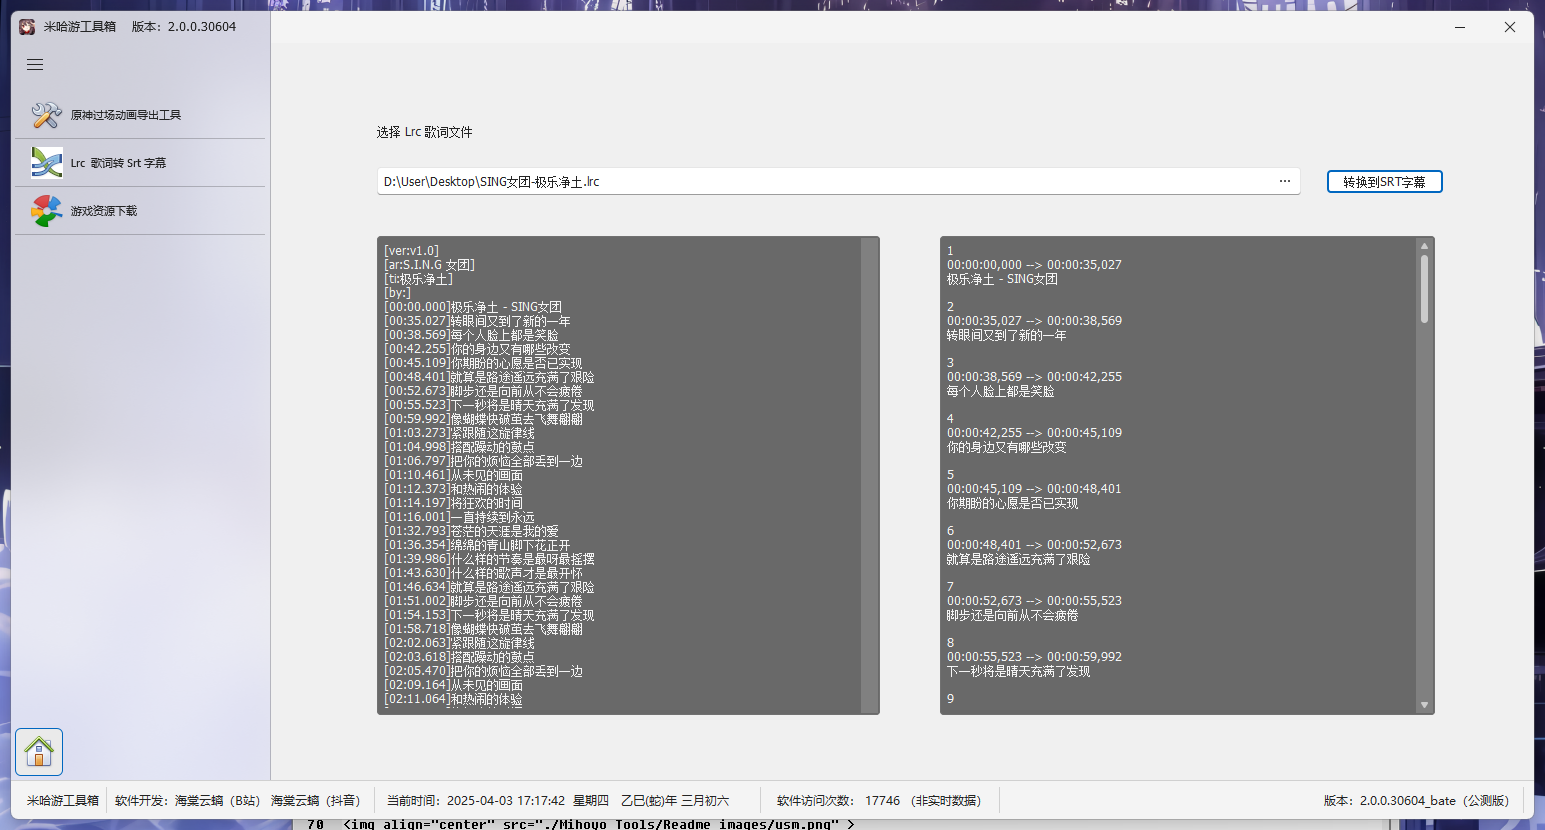 米哈游工具箱 版本：2.0.0.30604
原神过场动画导出工具
Lrc 歌词转 Srt 字幕
游戏资源下载
选择 Lrc 歌词文件
D:\User\Desktop\SING女团-极乐净土.lrc ...
转换到SRT字幕
[ver:v1.0]
[ar:S.I.N.G 女团]
[ti:极乐净土]
[by:]
[00:00.000]极乐净土 - SING女团
[00:35.027]转眼间又到了新的一年
[00:38.569]每个人脸上都是笑脸
[00:42.255]你的身边又有哪些改变
[00:45.109]你期盼的心愿是否已实现
[00:48.401]就算是路途遥远充满了艰险
[00:52.673]脚步还是向前从不会疲倦
[00:55.523]下一秒将是晴天充满了发现
[00:59.992]像蝴蝶快破茧去飞舞翩翩
[01:03.273]紧跟随这旋律线
[01:04.998]搭配躁动的鼓点
[01:06.797]把你的烦恼全部丢到一边
[01:10.461]从未见的画面
[01:12.373]和热闹的体验
[01:14.197]将狂欢的时间
[01:16.001]一直持续到永远
[01:32.793]苍茫的天涯是我的爱
[01:36.354]绵绵的青山脚下花正开
[01:39.986]什么样的节奏是最呀最摇摆
[01:43.630]什么样的歌声才是最开怀
[01:46.634]就算是路途遥远充满了艰险
[01:51.002]脚步还是向前从不会疲倦
[01:54.153]下一秒将是晴天充满了发现
[01:58.718]像蝴蝶快破茧去飞舞翩翩
[02:02.063]紧跟随这旋律线
[02:03.618]搭配躁动的鼓点
[02:05.470]把你的烦恼全部丢到一边
[02:09.164]从未见的画面
[02:11.064]和热闹的体验
1
00:00:00,000 --> 00:00:35,027
极乐净土 - SING女团
2
00:00:35,027 --> 00:00:38,569
转眼间又到了新的一年
3
00:00:38,569 --> 00:00:42,255
每个人脸上都是笑脸
4
00:00:42,255 --> 00:00:45,109
你的身边又有哪些改变
5
00:00:45,109 --> 00:00:48,401
你期盼的心愿是否已实现
6
00:00:48,401 --> 00:00:52,673
就算是路途遥远充满了艰险
7
00:00:52,673 --> 00:00:55,523
脚步还是向前从不会疲倦
8
00:00:55,523 --> 00:00:59,992
下一秒将是晴天充满了发现
9
米哈游工具箱 软件开发：海棠云螭（B站） 海棠云螭（抖音） 当前时间：2025-04-03 17:17:42 星期四 乙巳(蛇)年 三月初六 软件访问次数： 17746 （非实时数据） 版本：2.0.0.30604_bate（公测版）
70 <img align="center" src="./Mihoyo Tools/Readme images/usm.png" >